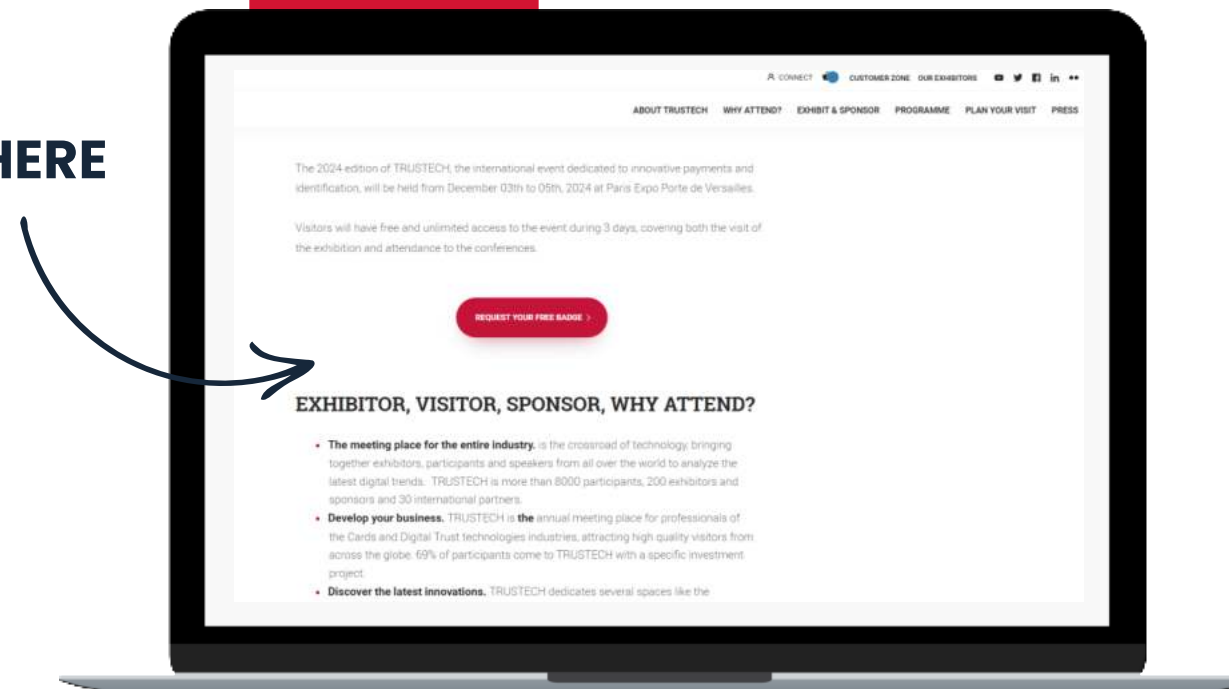 HERE
CONNECT CUSTOMER ZONE OUR EXHIBITORS
ABOUT TRUSTECH WHY ATTEND? EXHIBIT & SPONSOR PROGRAMME PLAN YOUR VISIT PRESS
The 2024 edition of TRUSTECH, the international event dedicated to innovative payments and
identification, will be held from December 03th to 05th, 2024 at Paris Expo Porte de Versailles.
Visitors will have free and unlimited access to the event during 3 days, covering both the visit of
the exhibition and attendance to the conferences.
REQUEST YOUR FREE BADGE >
EXHIBITOR, VISITOR, SPONSOR, WHY ATTEND?
• The meeting place for the entire industry. is the crossroad of technology, bringing
together exhibitors, participants and speakers from all over the world to analyze the
latest digital trends. TRUSTECH is more than 8000 participants, 200 exhibitors and
sponsors and 30 international partners.
• Develop your business. TRUSTECH is the annual meeting place for professionals of
the Cards and Digital Trust technologies industries, attracting high quality visitors from
across the globe. 69% of participants come to TRUSTECH with a specific investment
project.
• Discover the latest innovations. TRUSTECH dedicates several spaces like the